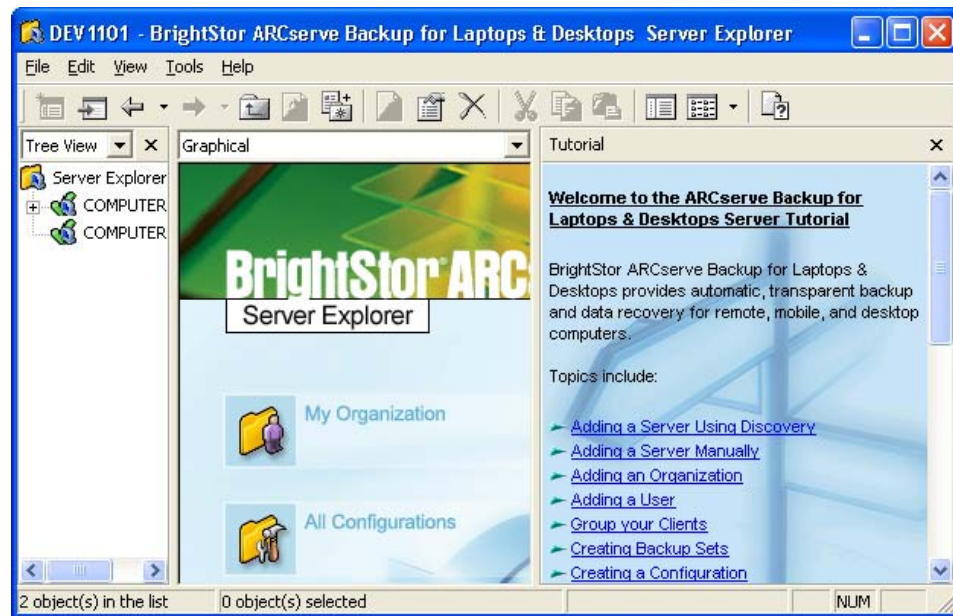 DEV1101 - BrightStor ARCserve Backup for Laptops & Desktops Server Explorer
File Edit View Tools Help
Tree View
Graphical
Tutorial
Server Explorer
COMPUTER
COMPUTER
BrightStor ARC
Server Explorer
My Organization
All Configurations
Welcome to the ARCserve Backup for
Laptops & Desktops Server Tutorial
BrightStor ARCserve Backup for Laptops &
Desktops provides automatic, transparent backup
and data recovery for remote, mobile, and desktop
computers.
Topics include:
Adding a Server Using Discovery
Adding a Server Manually
Adding an Organization
Adding a User
Group your Clients
Creating Backup Sets
Creating a Configuration
2 object(s) in the list
0 object(s) selected
NUM